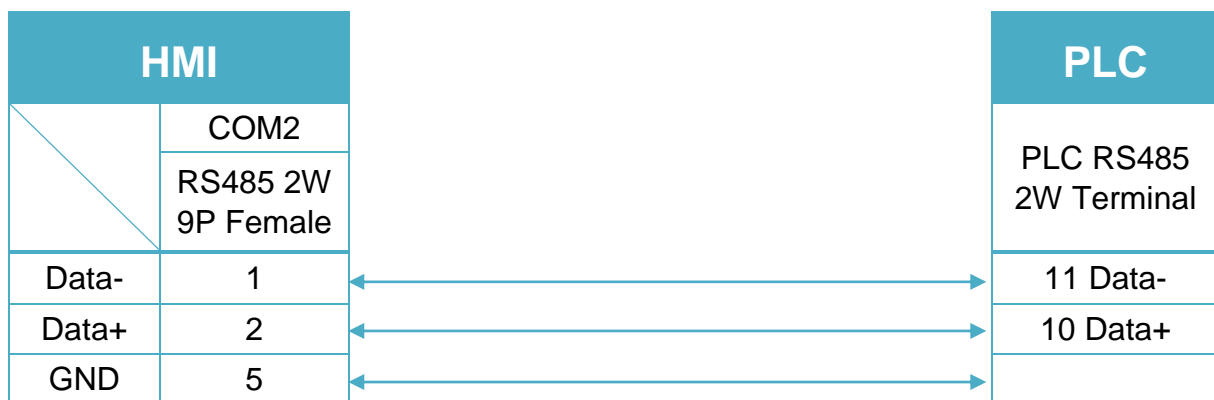 HMI
PLC
COM2
RS485 2W
9P Female
PLC RS485
2W Terminal
Data- 1 11 Data-
Data+ 2 10 Data+
GND 5